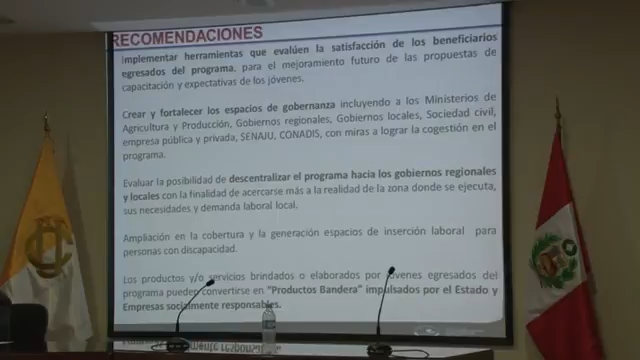 RECOMENDACIONES
Implementar herramientas que evalúen la satisfacción de los beneficiarios
egresados del programa, para el mejoramiento futuro de las propuestas de
capacitación y expectativas de los jóvenes.
Crear y fortalecer los espacios de gobernanza incluyendo a los Ministerios de
Agricultura y Producción, Gobiernos regionales, Gobiernos locales, Sociedad civil,
empresa pública y privada, SENAJU, CONADIS, con miras a lograr la cogestión en el
programa.
Evaluar la posibilidad de descentralizar el programa hacia los gobiernos regionales
y locales con la finalidad de acercarse más a la realidad de la zona donde se ejecuta,
sus necesidades y demanda laboral local.
Ampliación en la cobertura y la generación espacios de inserción laboral para
personas con discapacidad.
Los productos y/o servicios brindados o elaborados por jóvenes egresados del
programa pueden convertirse en "Productos Bandera" impulsados por el Estado y
Empresas socialmente responsables.